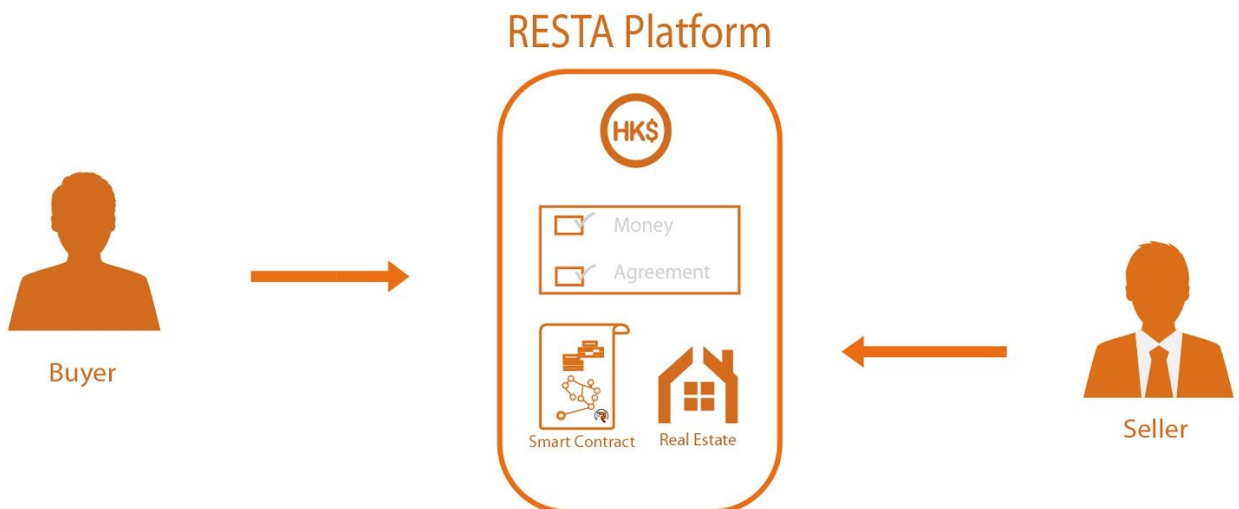 RESTA Platform
HK$
Money
Agreement
Buyer
Smart Contract
Real Estate
Seller